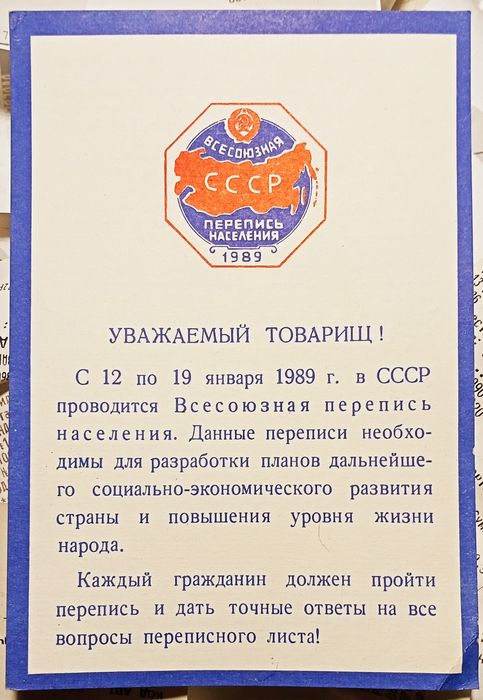 ВСЕСОЮЗНАЯ
СССР
ПЕРЕПИСЬ
НАСЕЛЕНИЯ
1989
УВАЖАЕМЫЙ ТОВАРИЩ!
С 12 по 19 января 1989 г. в СССР
проводится Всесоюзная перепись
населения. Данные переписи необхо-
димы для разработки планов дальнейше-
го социально-экономического развития
страны и повышения уровня жизни
народа.
Каждый гражданин должен пройти
перепись и дать точные ответы на все
вопросы переписного листа!